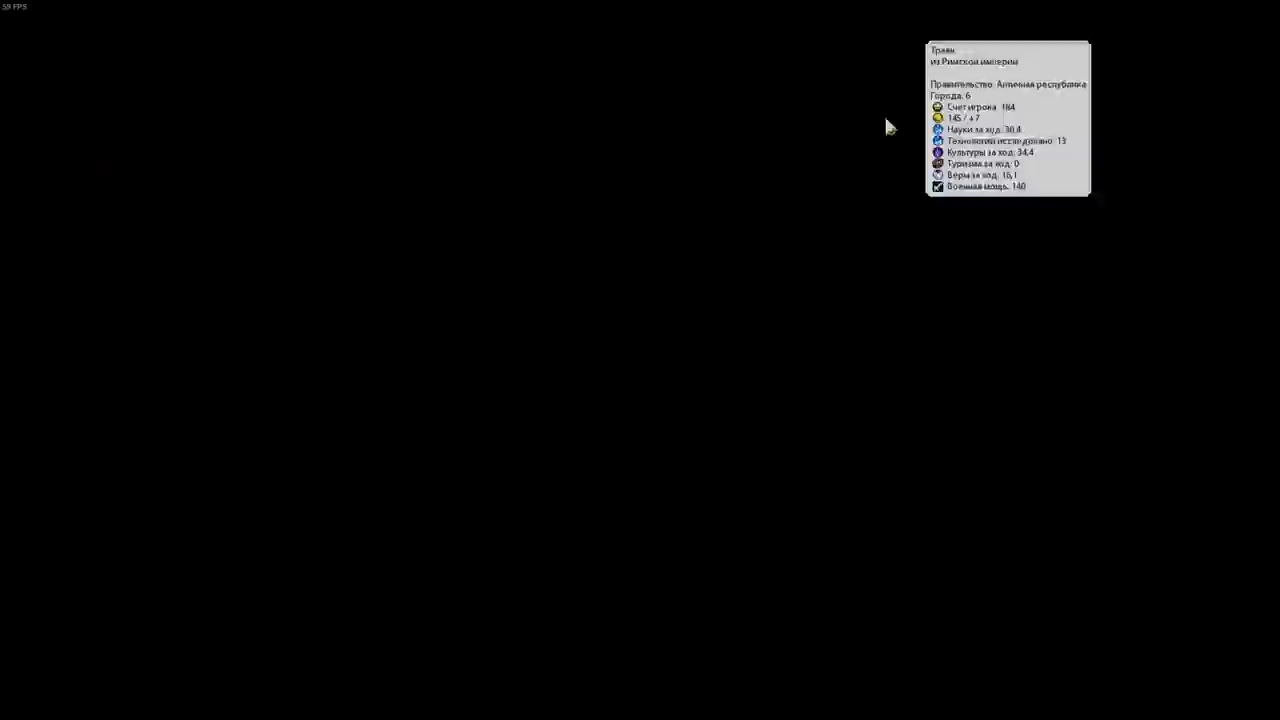 59 FPS
Траян
из Римской империи
Правительство: Античная республика
Города: 6
Счет игрока: 184
145 / +7
Науки за ход: 30,4
Технологий исследовано: 13
Культуры за ход: 34,4
Туризма за ход: 0
Веры за ход: 16,1
Военная мощь: 140